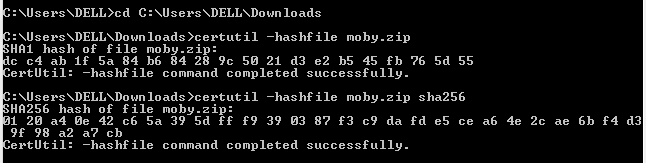 C:\Users\DELL>cd C:\Users\DELL\Downloads
C:\Users\DELL\Downloads>certutil -hashfile moby.zip
SHA1 hash of file moby.zip:
dc c4 ab 1f 5a 84 b6 84 28 9c 50 21 d3 e2 b5 45 fb 76 5d 55
CertUtil: -hashfile command completed successfully.
C:\Users\DELL\Downloads>certutil -hashfile moby.zip sha256
SHA256 hash of file moby.zip:
01 20 a4 0e 42 c6 5a 39 5d ff f9 39 03 87 f3 c9 da fd e5 ce a6 4e 2c ae 6b f4 d3
9f 98 a2 a7 cb
CertUtil: -hashfile command completed successfully.